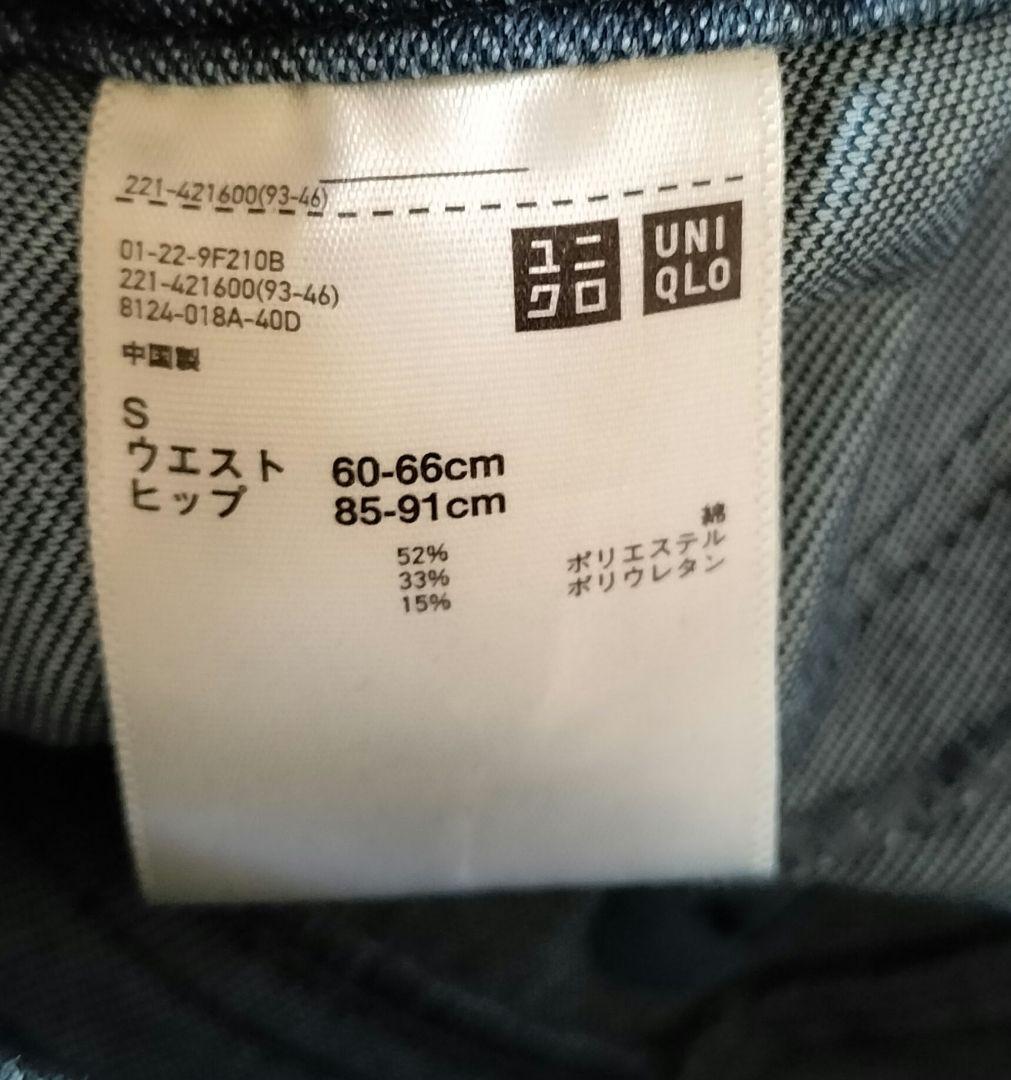 221-421600(93-46)
01-22-9F210B
221-421600(93-46)
8124-018A-40D
中国製
ユニ
クロ
UNI
QLO
S
ウエスト 60-66cm
ヒップ 85-91cm
52% 綿
33% ポリエステル
15% ポリウレタン